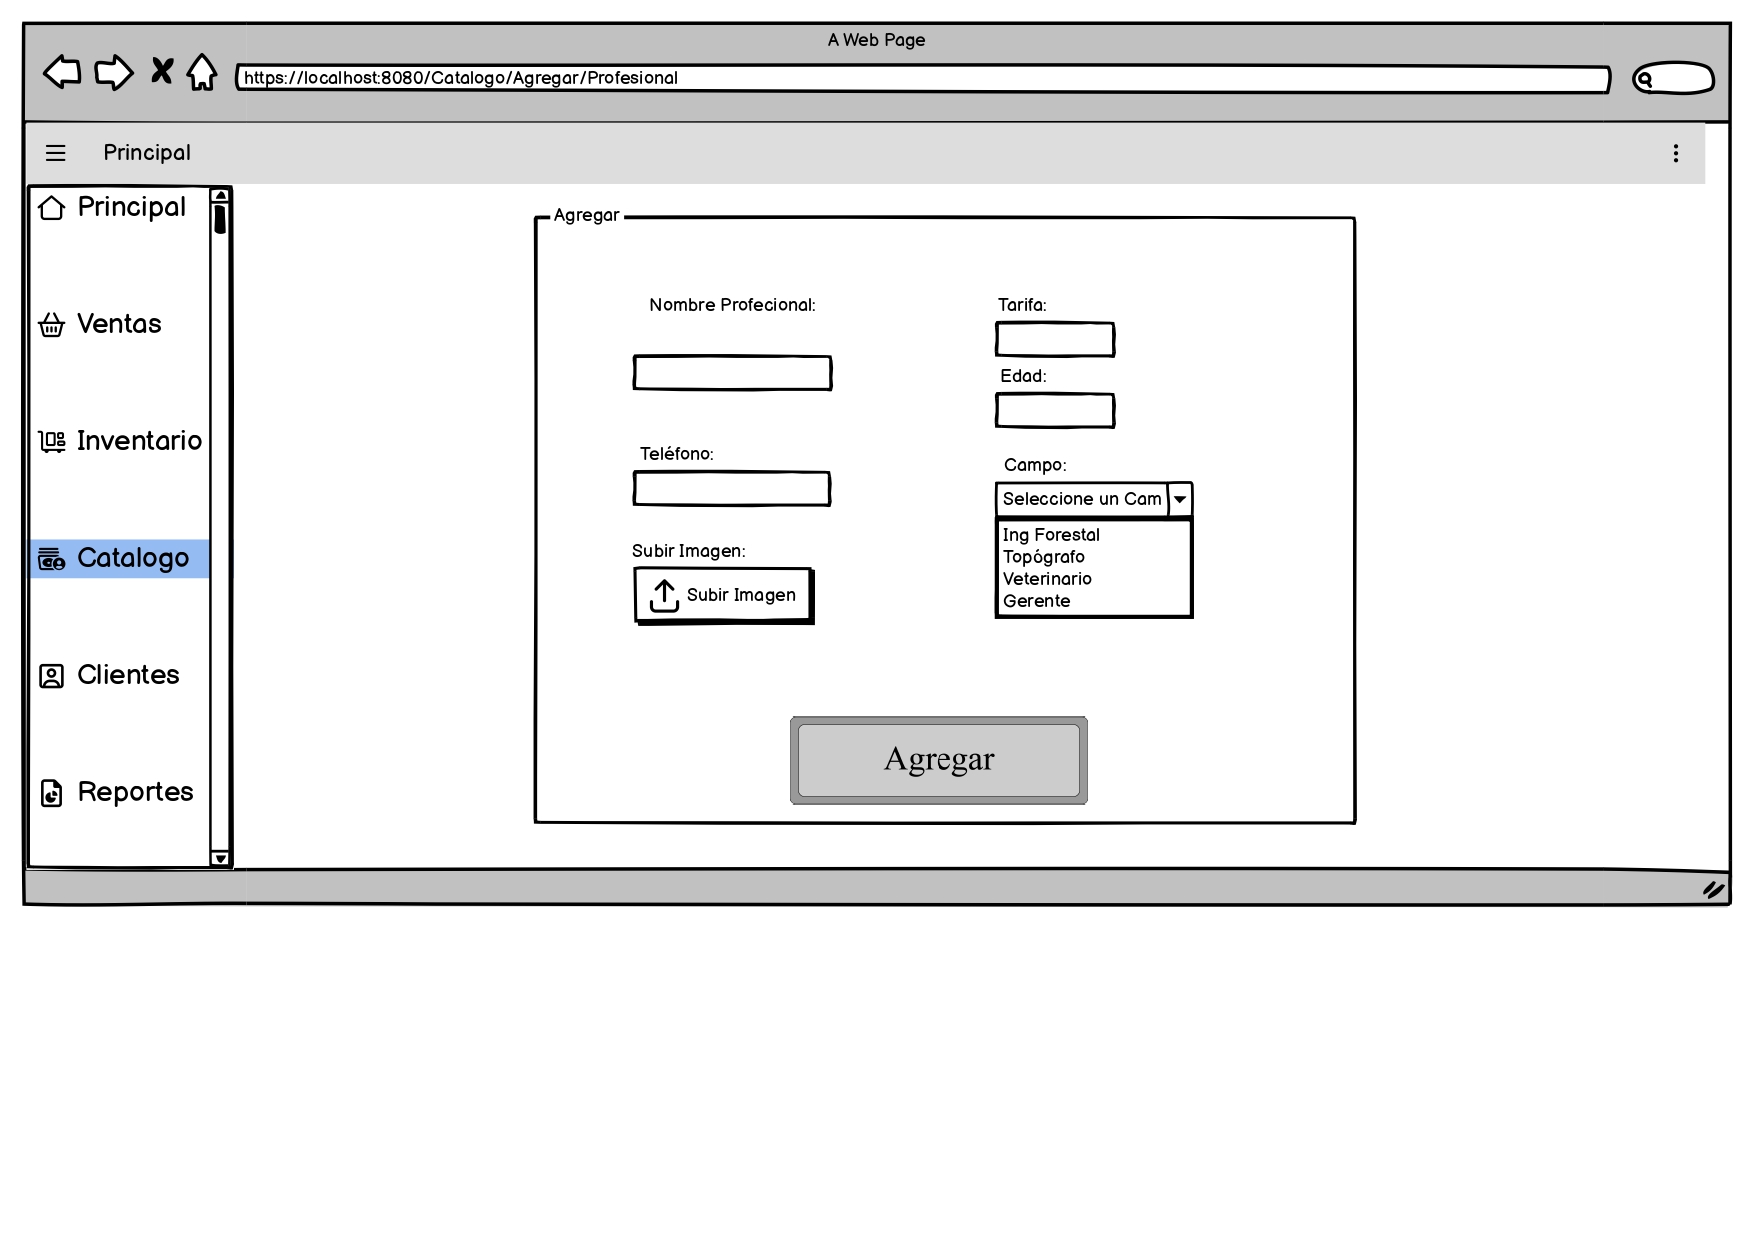 A Web Page
https://localhost:8080/Catalogo/Agregar/Profesional
Principal
Principal
Ventas
Inventario
Catalogo
Clientes
Reportes
Agregar
Nombre Profecional:
Teléfono:
Subir Imagen:
Subir Imagen
Tarifa:
Edad:
Campo:
Seleccione un Cam
Ing Forestal
Topógrafo
Veterinario
Gerente
Agregar